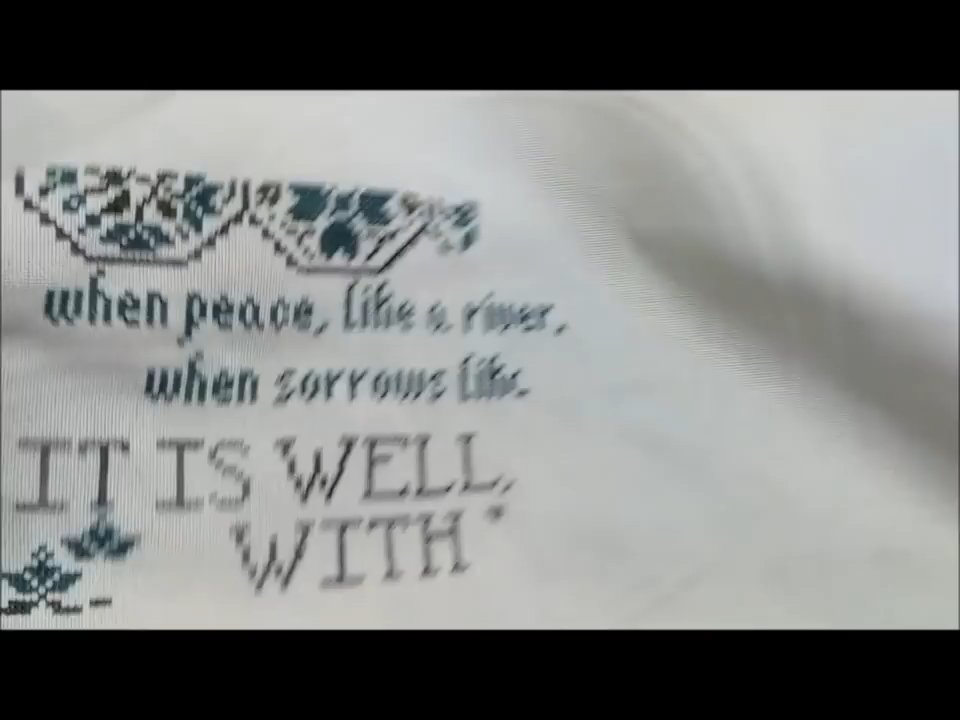 when peace, like a river,
when sorrows like
IT IS WELL,
WITH